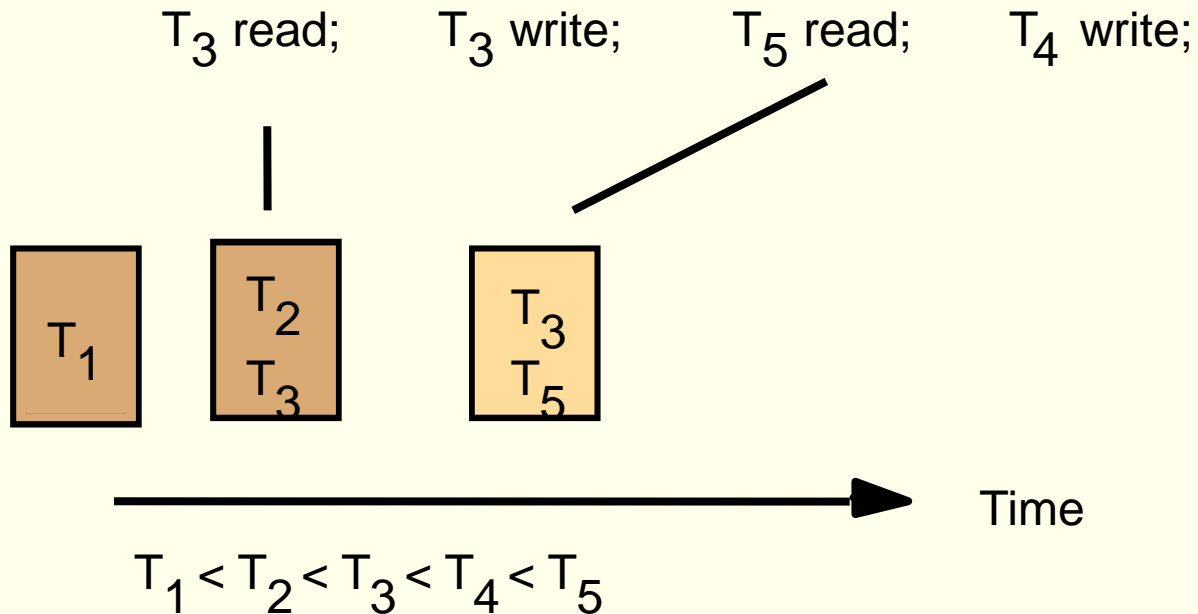 T3 read; T3 write; T5 read; T4 write;
T1
T2
T3
T3
T5
Time
T1 < T2 < T3 < T4 < T5